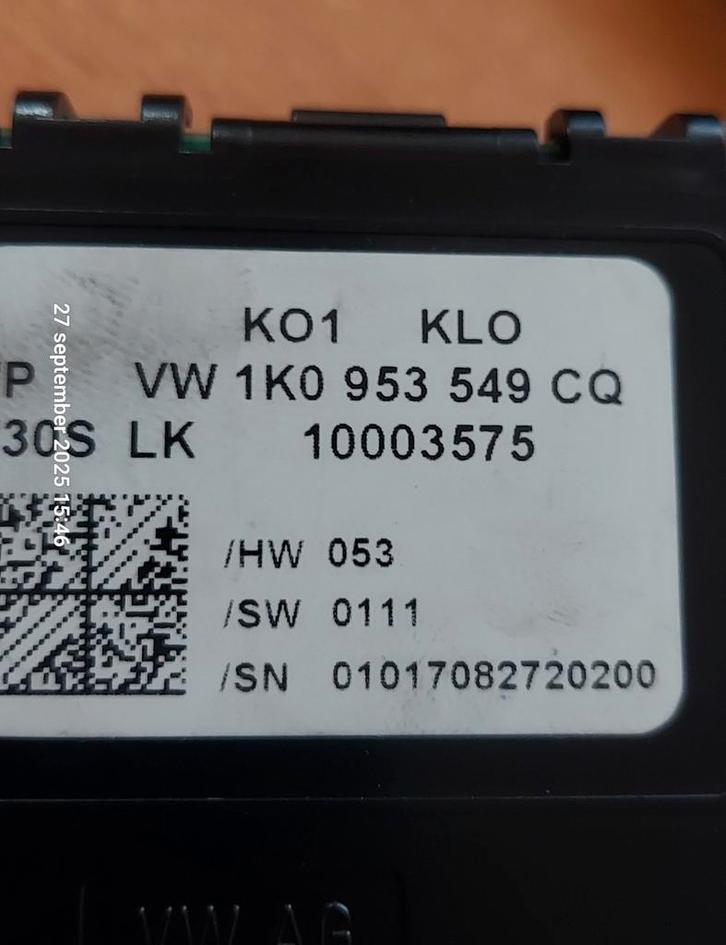 KO1 KLO
P VW 1K0 953 549 CQ
30S LK 10003575
/HW 053
/SW 0111
/SN 01017082720200
27 september 2025 15:46
VW AG